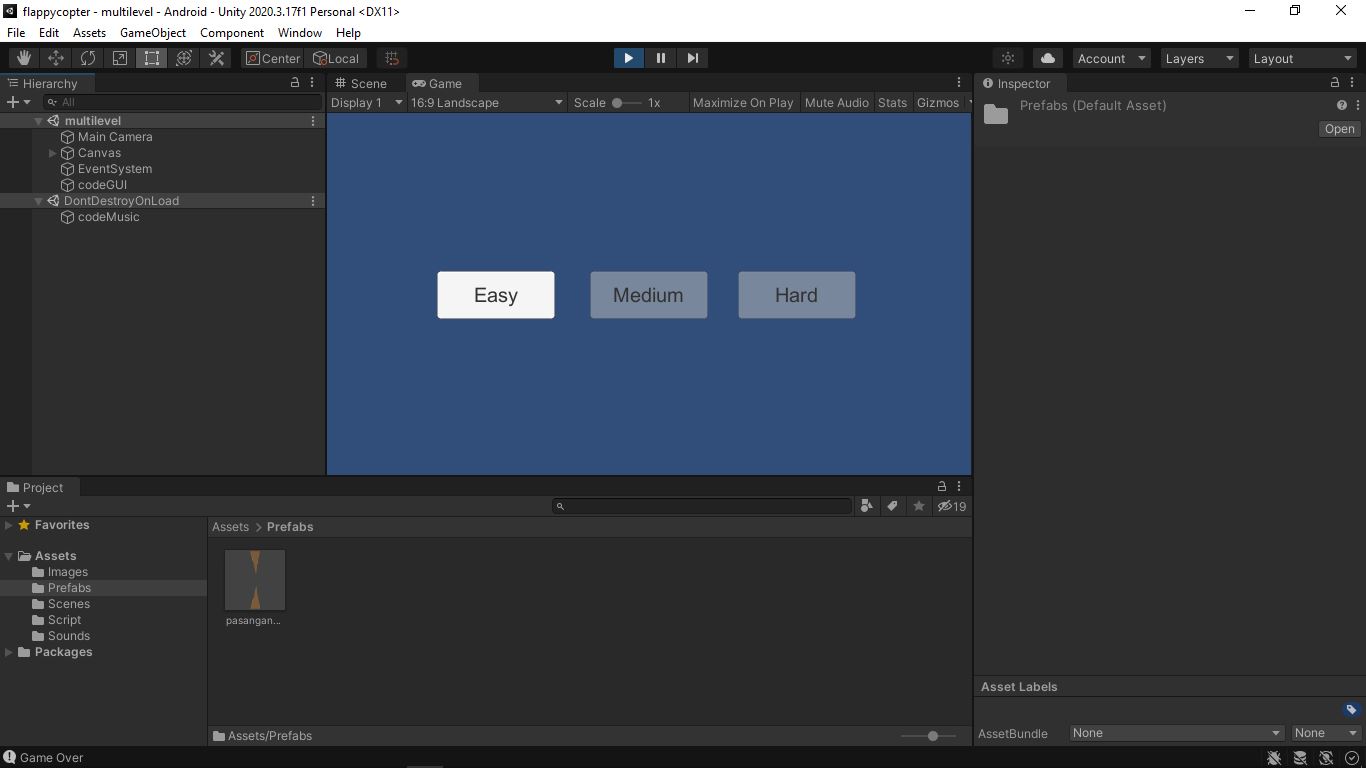 flappycopter - multilevel - Android - Unity 2020.3.17f1 Personal <DX11>
File Edit Assets GameObject Component Window Help
Center Local Account Layers Layout
Hierarchy
All
multilevel
Main Camera
Canvas
EventSystem
codeGUI
DontDestroyOnLoad
codeMusic
Scene Game
Display 1 16:9 Landscape Scale 1x Maximize On Play Mute Audio Stats Gizmos
Easy Medium Hard
Inspector
Prefabs (Default Asset)
Open
Project
19
Favorites
Assets
Images
Prefabs
Scenes
Script
Sounds
Packages
Assets > Prefabs
pasangan...
Assets/Prefabs
Asset Labels
AssetBundle None None
Game Over